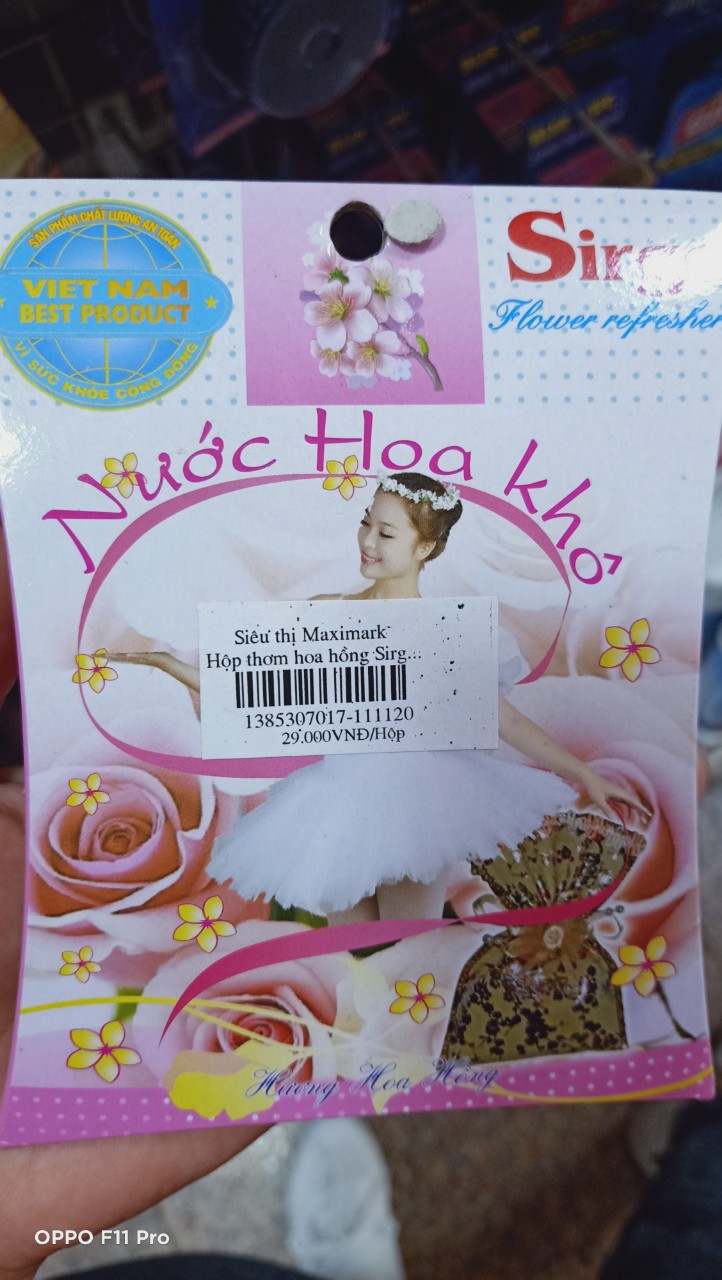 SẢN PHẨM CHẤT LƯỢNG AN TOÀN
VIET NAM
BEST PRODUCT
VÌ SỨC KHỎE CỘNG ĐỒNG
Flower refresher
Nước Hoa khô
Siêu thị Maximark
Hộp thơm hoa hồng Sirg...
1385307017-111120
29.000VNĐ/Hộp
Hương Hoa Hồng
OPPO F11 Pro